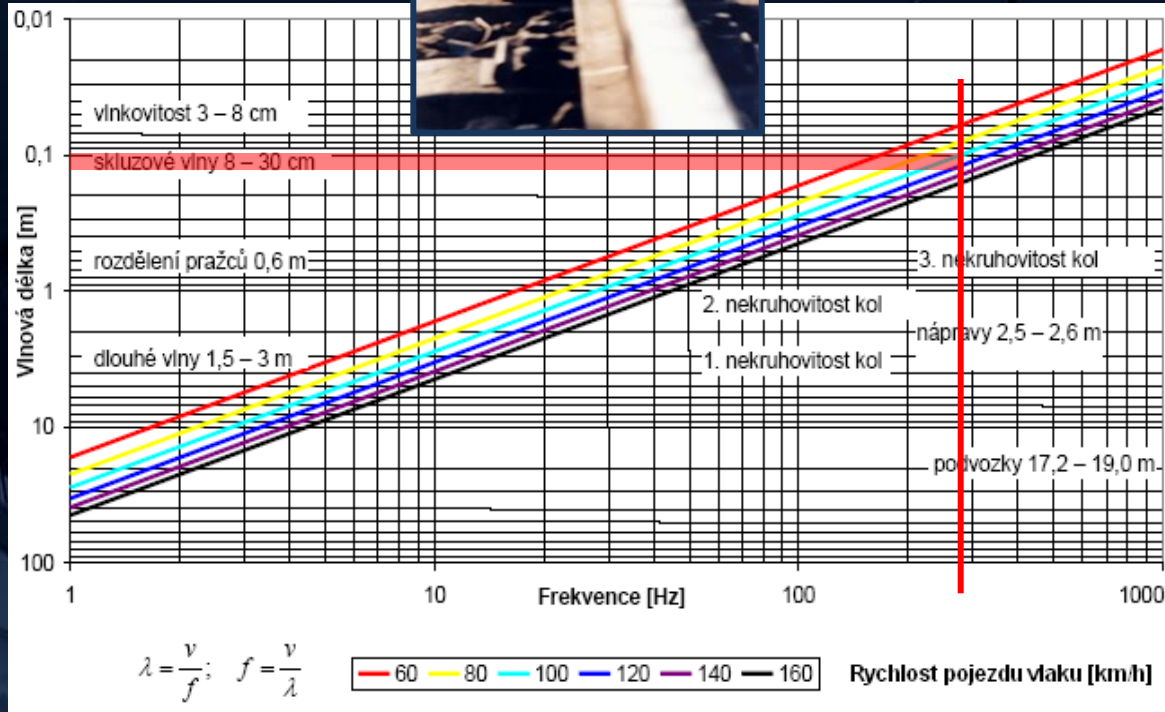 0,01
vlnkovitost 3 – 8 cm
0,1
skluzové vlny 8 – 30 cm
Vlnová délka [m]
rozdělení pražců 0,6 m
3. nekruhovitost kol
1
2. nekruhovitost kol
nápravy 2,5 – 2,6 m
dlouhé vlny 1,5 – 3 m
1. nekruhovitost kol
10
podvozky 17,2 – 19,0 m
100
1
10
Frekvence [Hz]
100
1000
λ = v/f; f = v/λ
60 80 100 120 140 160
Rychlost pojezdu vlaku [km/h]